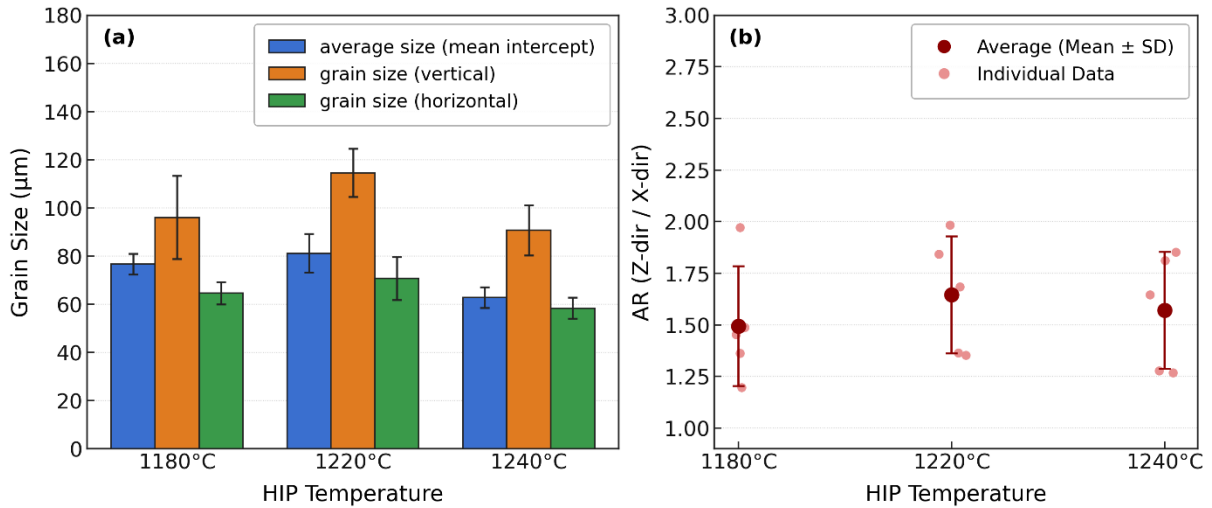 (a)
average size (mean intercept)
grain size (vertical)
grain size (horizontal)
Grain Size (µm)
180
160
140
120
100
80
60
40
20
0
1180°C
1220°C
1240°C
HIP Temperature
(b)
Average (Mean ± SD)
Individual Data
AR (Z-dir / X-dir)
3.00
2.75
2.50
2.25
2.00
1.75
1.50
1.25
1.00
1180°C
1220°C
1240°C
HIP Temperature